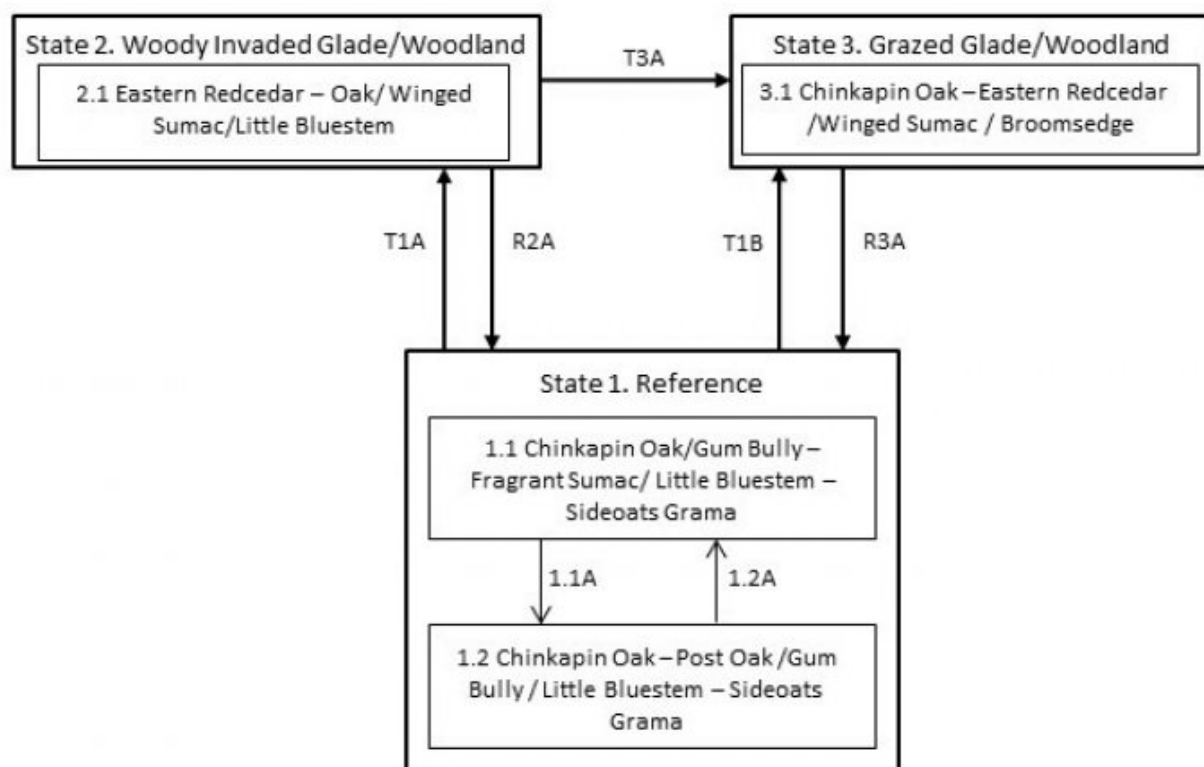 State 2. Woody Invaded Glade/Woodland
2.1 Eastern Redcedar – Oak/ Winged
Sumac/Little Bluestem
T3A
State 3. Grazed Glade/Woodland
3.1 Chinkapin Oak –Eastern Redcedar
/Winged Sumac / Broomsedge
T1A
R2A
T1B
R3A
State 1. Reference
1.1 Chinkapin Oak/Gum Bully –
Fragrant Sumac/ Little Bluestem –
Sideoats Grama
1.1A
1.2A
1.2 Chinkapin Oak – Post Oak /Gum
Bully / Little Bluestem – Sideoats
Grama